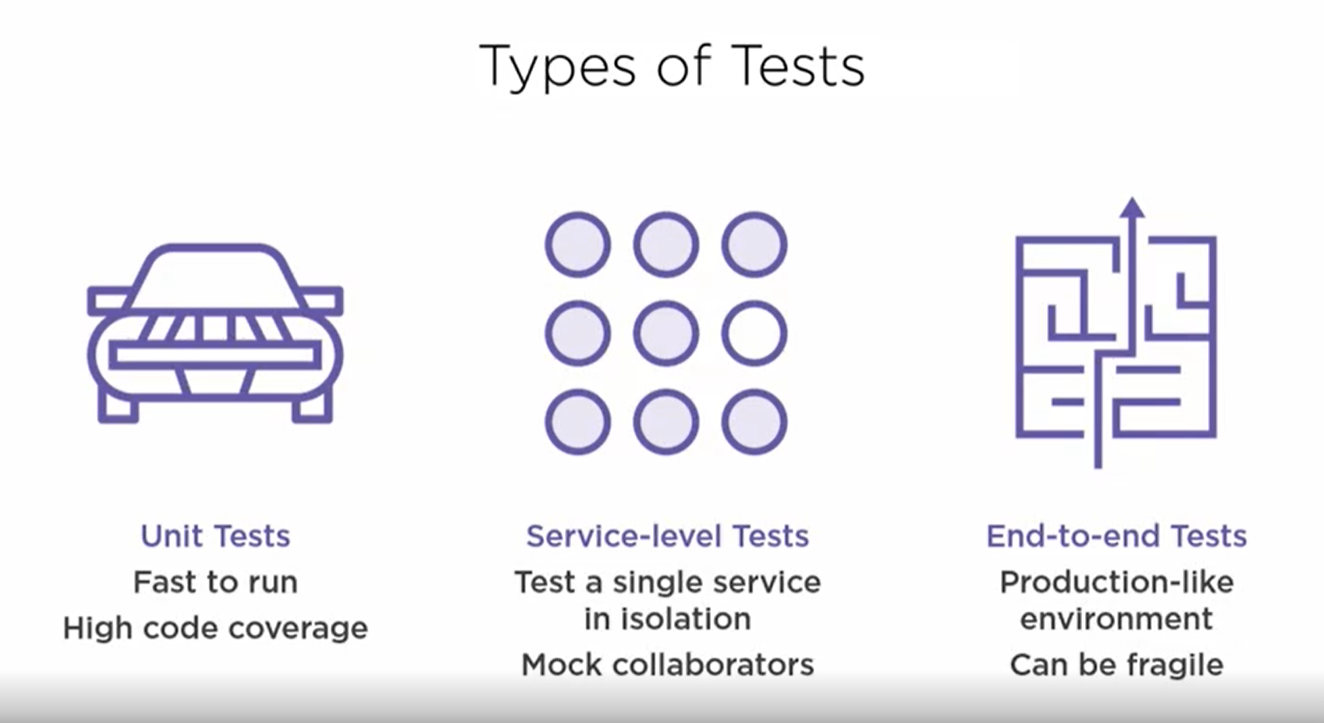 Types of Tests
Unit Tests
Fast to run
High code coverage
Service-level Tests
Test a single service
in isolation
Mock collaborators
End-to-end Tests
Production-like
environment
Can be fragile